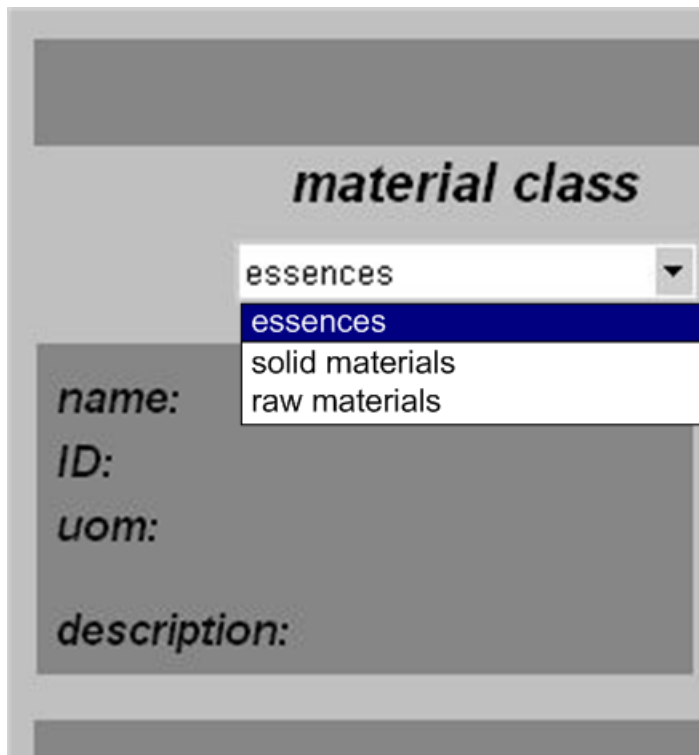 material class
essences
essences
solid materials
raw materials
name:
ID:
uom:
description: